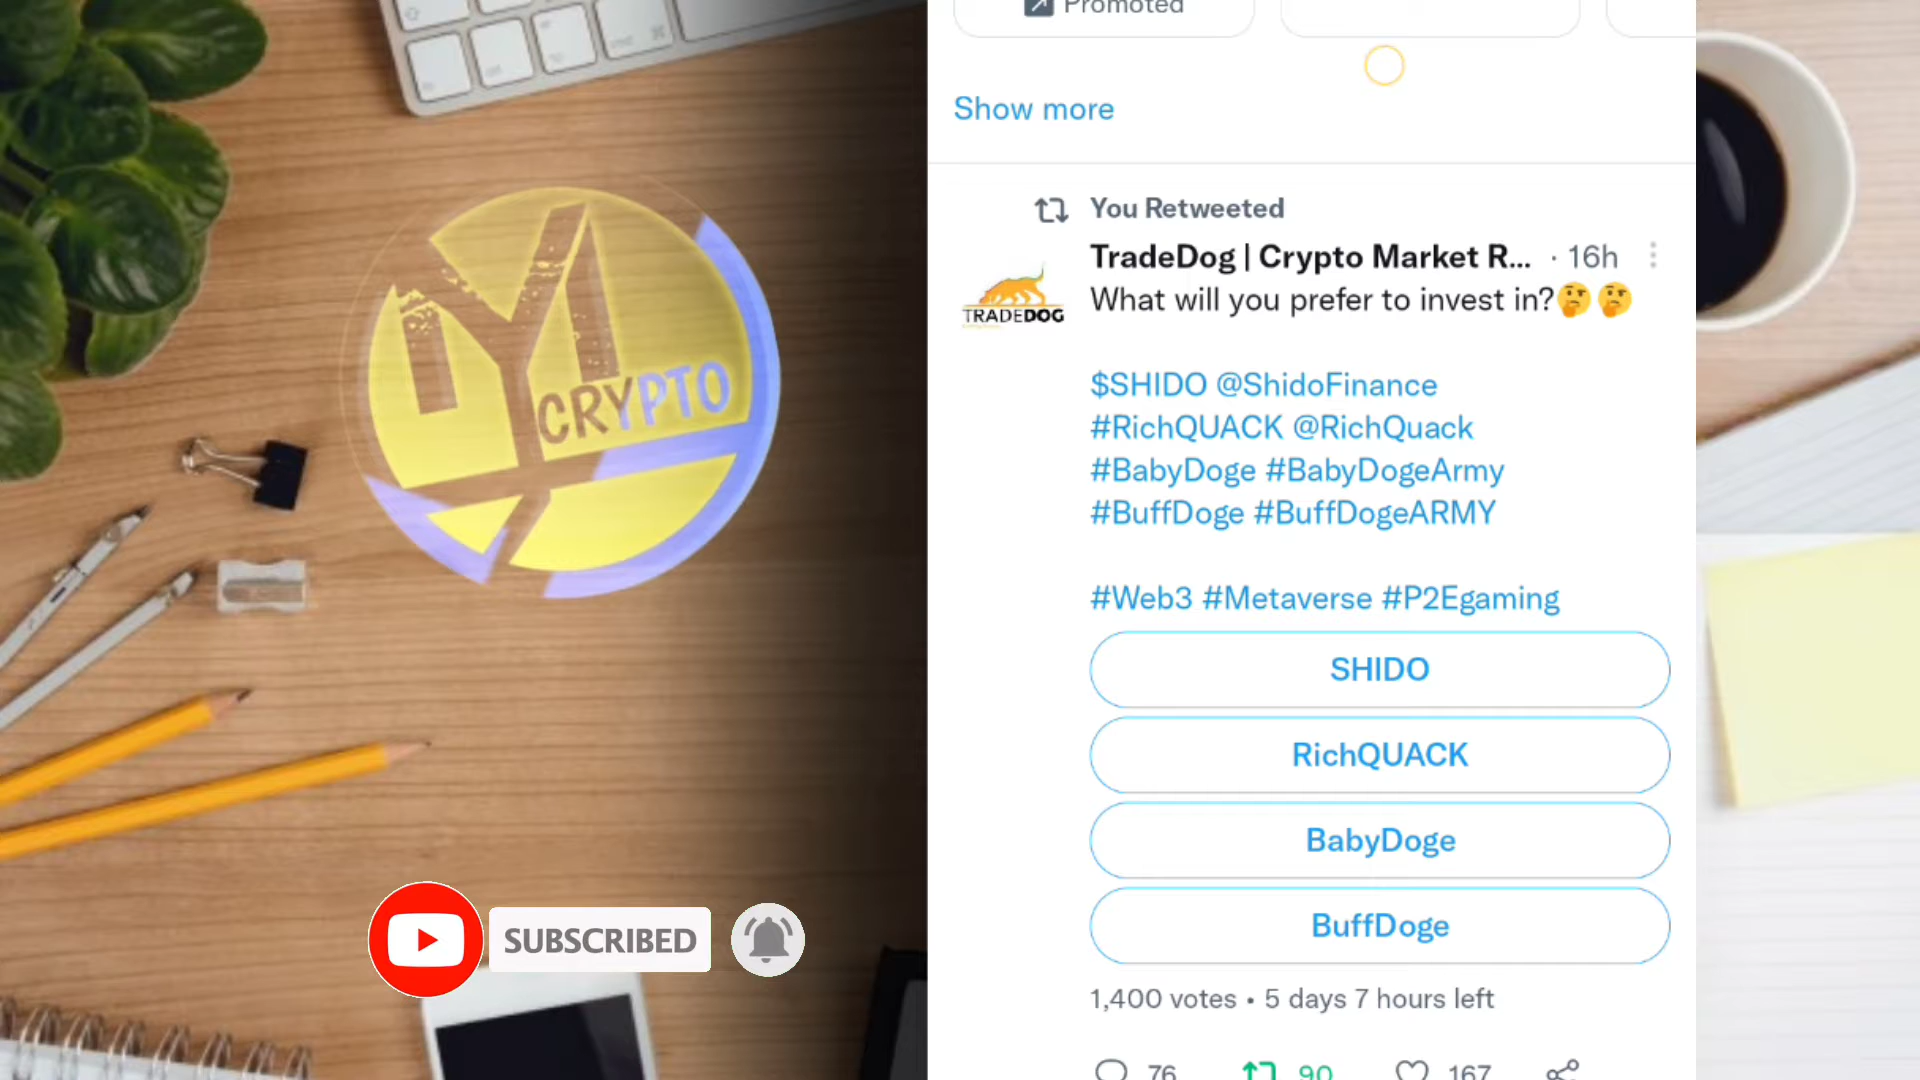 CRYPTO
SUBSCRIBED
Promoted
Show more
You Retweeted
TradeDog | Crypto Market R... · 16h
TRADEDOG
What will you prefer to invest in?🤔🤔
$SHIDO @ShidoFinance
#RichQUACK @RichQuack
#BabyDoge #BabyDogeArmy
#BuffDoge #BuffDogeARMY
#Web3 #Metaverse #P2Egaming
SHIDO
RichQUACK
BabyDoge
BuffDoge
1,400 votes • 5 days 7 hours left
76 90 167